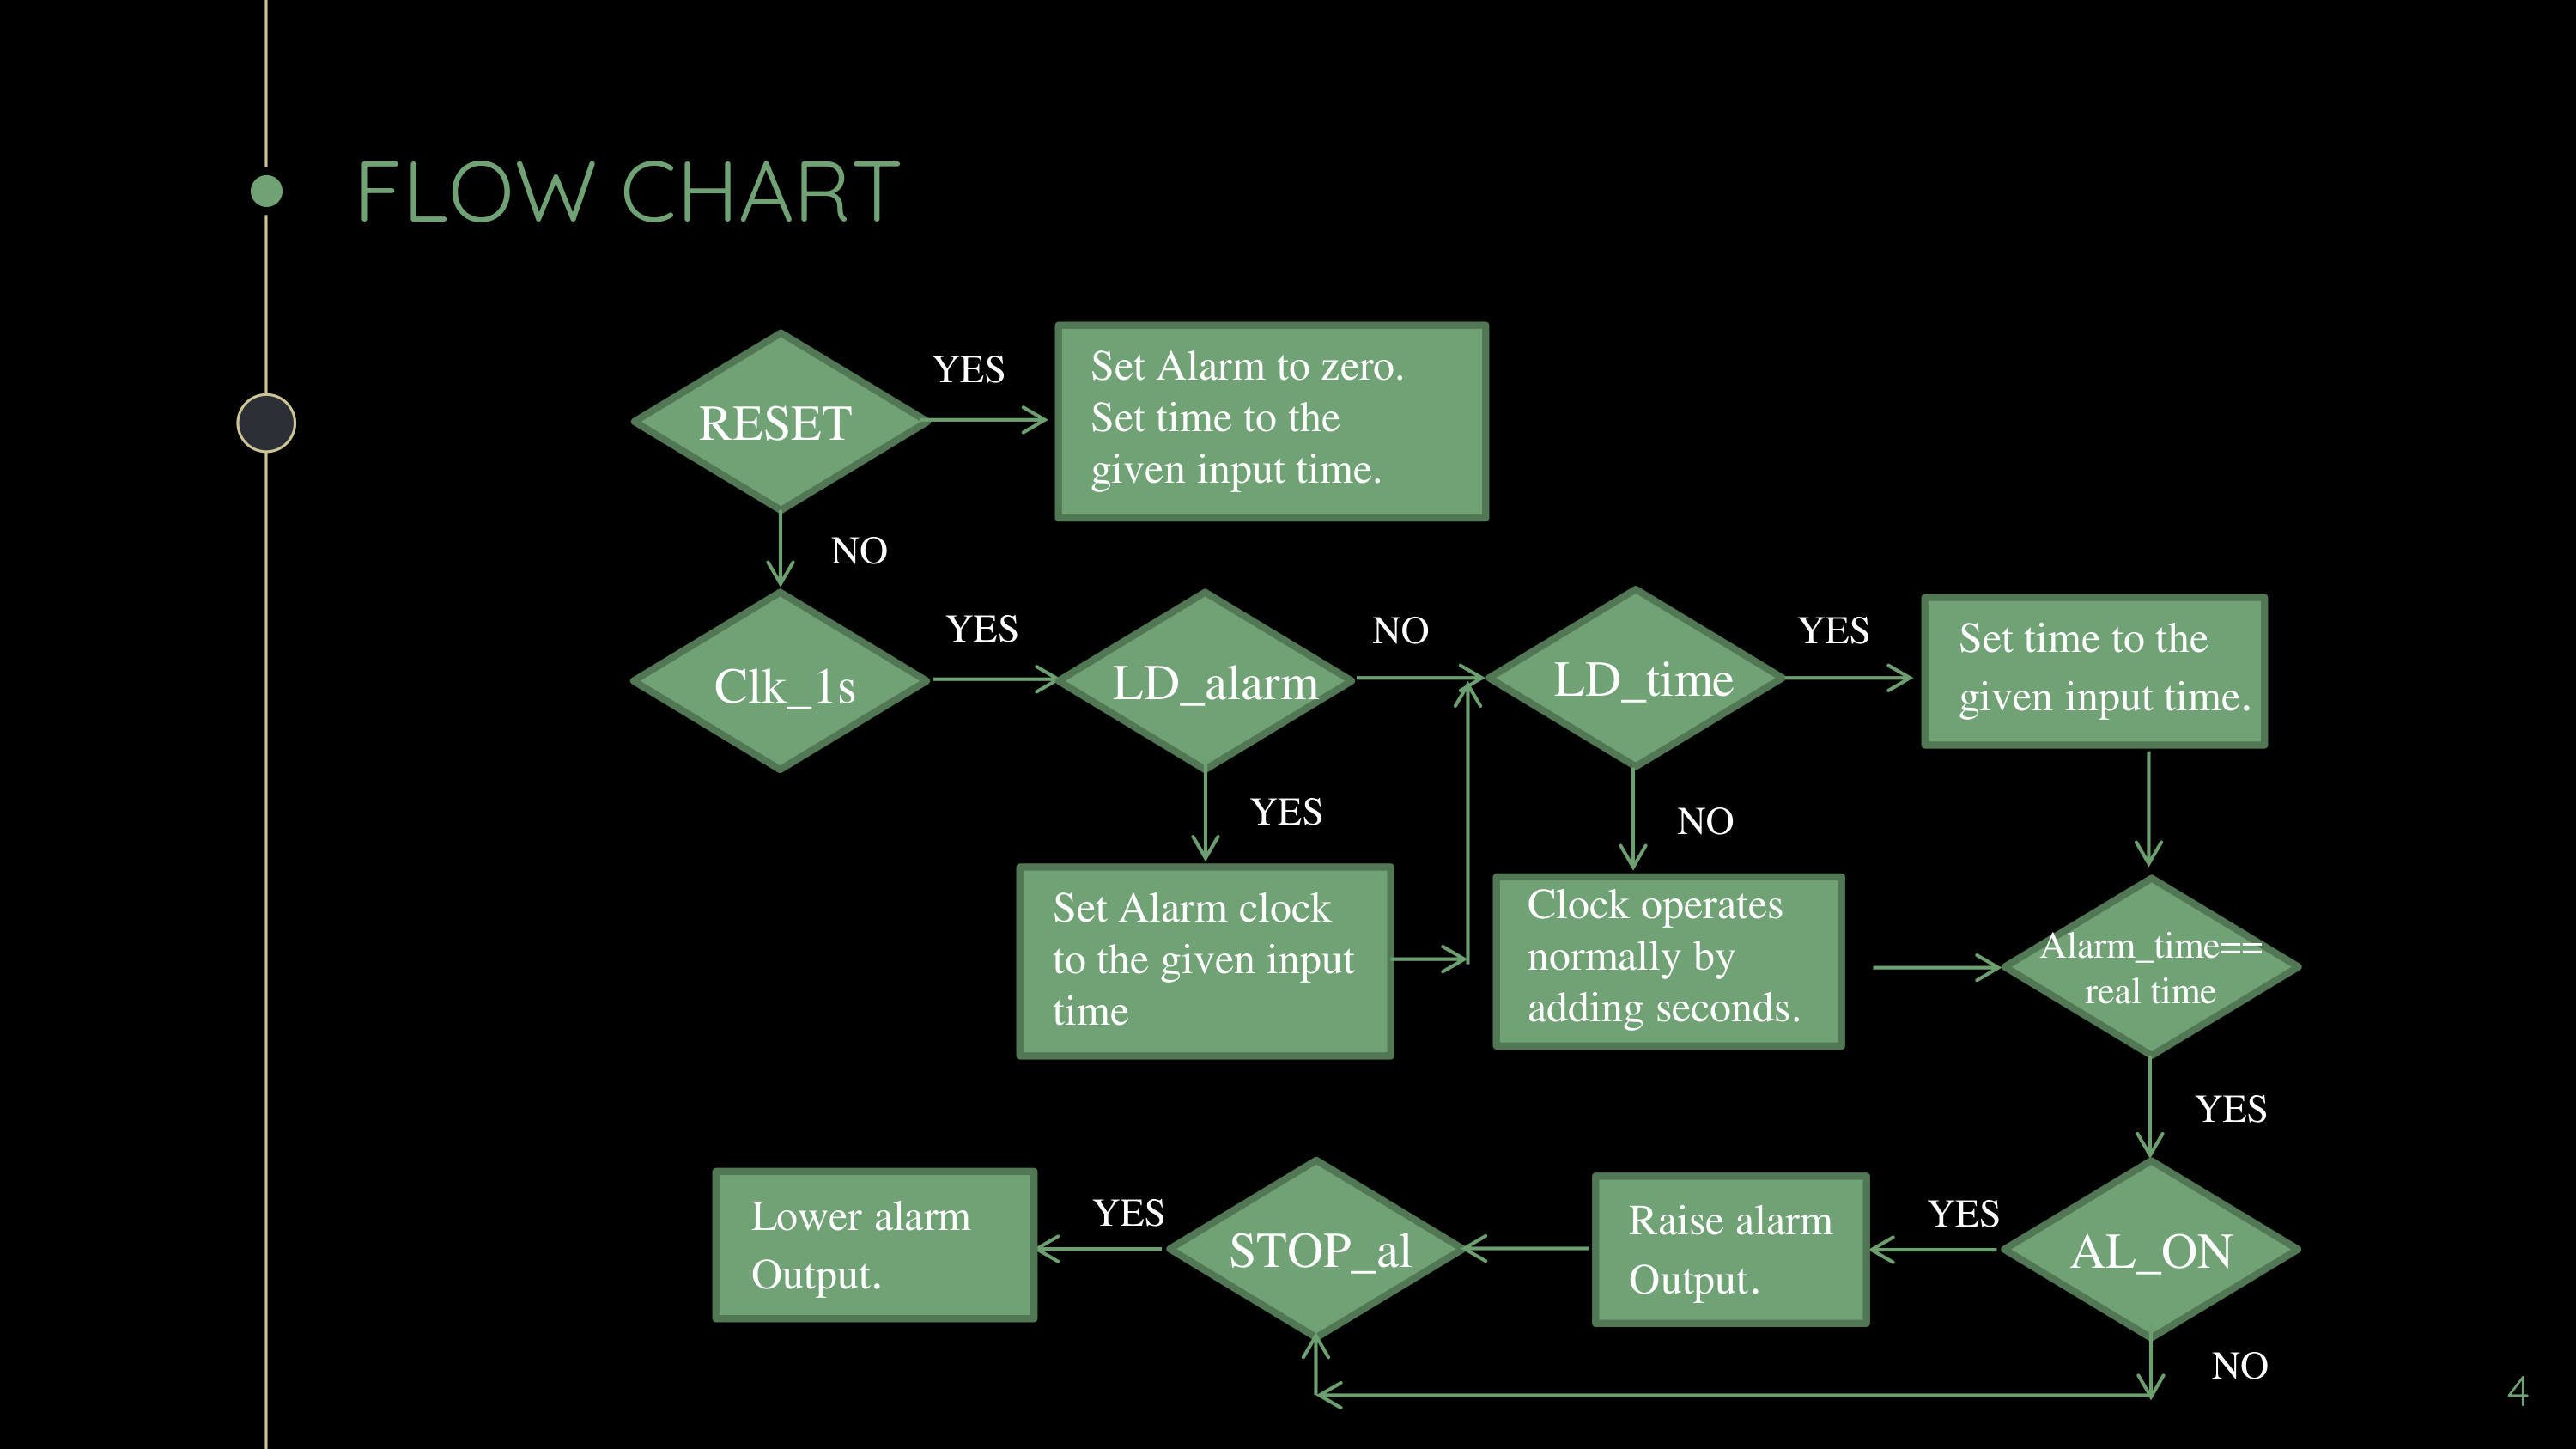 FLOW CHART
RESET
YES
Set Alarm to zero.
Set time to the
given input time.
NO
Clk_1s
YES
LD_alarm
NO
LD_time
YES
Set time to the
given input time.
YES
Set Alarm clock
to the given input
time
NO
Clock operates
normally by
adding seconds.
Alarm_time==
real time
YES
AL_ON
YES
Raise alarm
Output.
STOP_al
YES
Lower alarm
Output.
NO
4